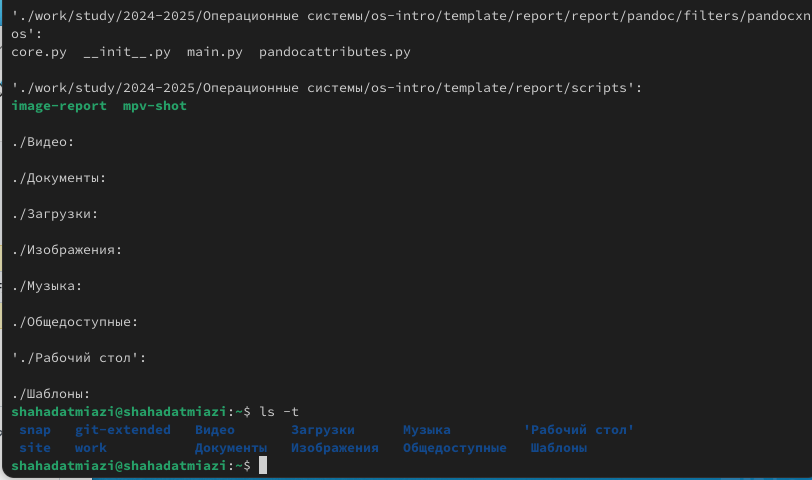 './work/study/2024-2025/Операционные системы/os-intro/template/report/report/pandoc/filters/pandocxn
os':
core.py  __init__.py  main.py  pandocattributes.py
'./work/study/2024-2025/Операционные системы/os-intro/template/report/scripts':
image-report  mpv-shot
./Видео:
./Документы:
./Загрузки:
./Изображения:
./Музыка:
./Общедоступные:
'./Рабочий стол':
./Шаблоны:
shahadatmiazi@shahadatmiazi:~$ ls -t
snap  git-extended  Видео  Загрузки  Музыка  'Рабочий стол'
site  work  Документы  Изображения  Общедоступные  Шаблоны
shahadatmiazi@shahadatmiazi:~$